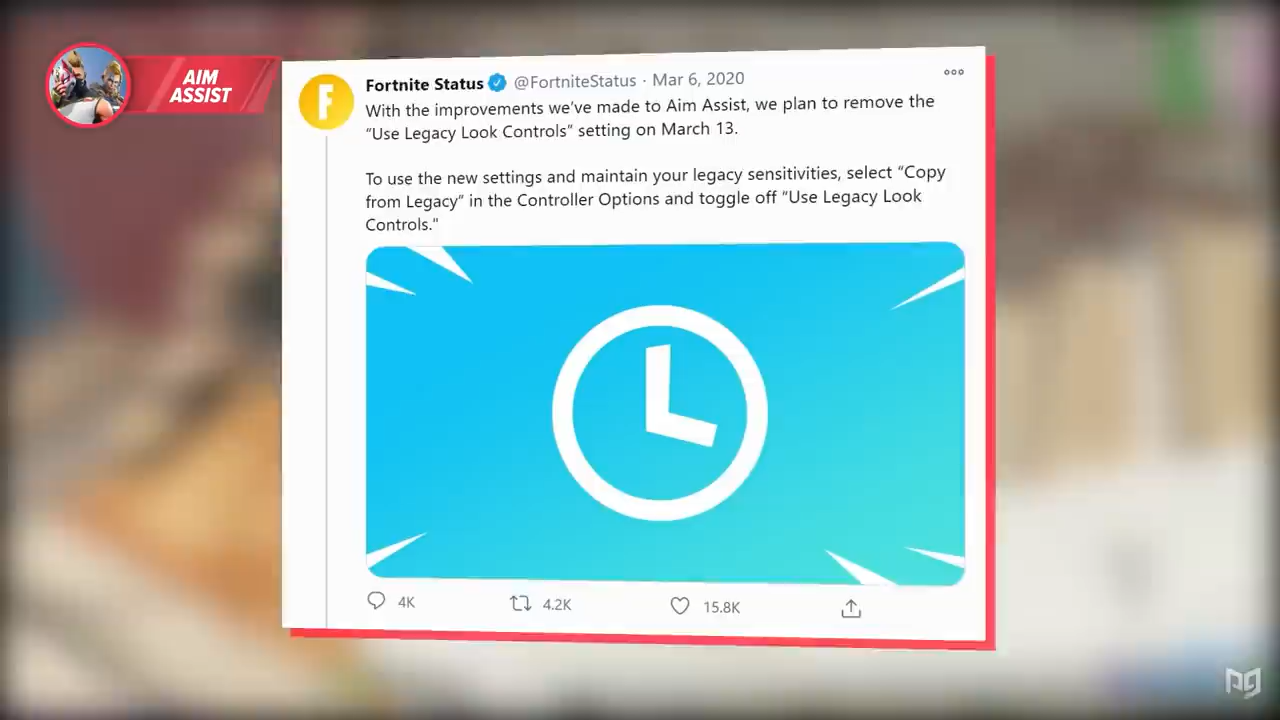 AIM
ASSIST
Fortnite Status @FortniteStatus · Mar 6, 2020
With the improvements we've made to Aim Assist, we plan to remove the
“Use Legacy Look Controls” setting on March 13.
To use the new settings and maintain your legacy sensitivities, select “Copy
from Legacy” in the Controller Options and toggle off “Use Legacy Look
Controls."
4K
4.2K
15.8K